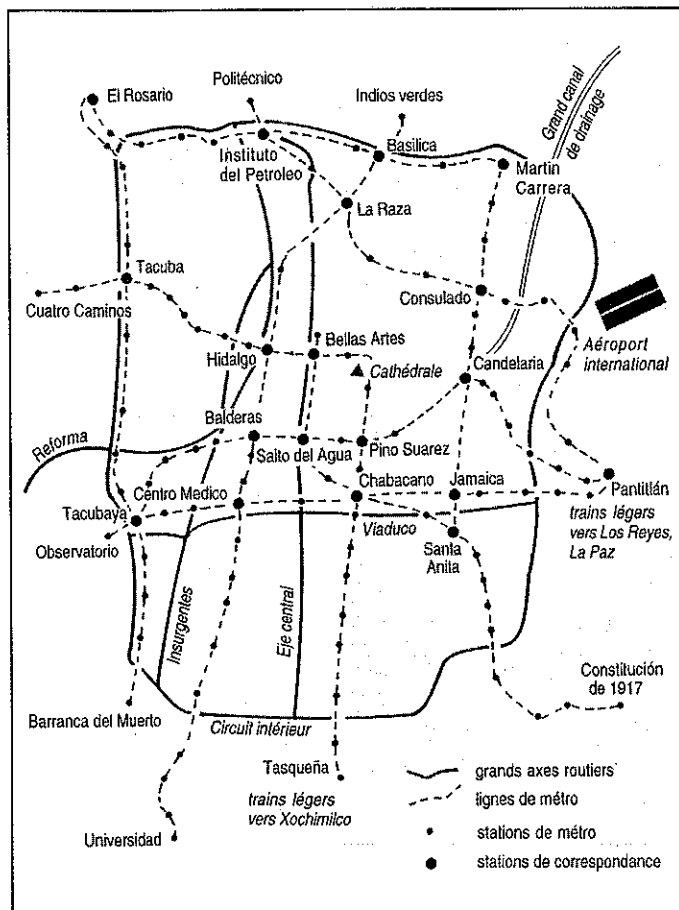 Politécnico
El Rosario
Indios verdes
Grand canal
de drainage
Instituto
del Petroleo
Basilica
Martin
Carrera
La Raza
Tacuba
Cuatro Caminos
Consulado
Bellas Artes
Hidalgo
Cathédrale
Candelaria
Aéroport
international
Reforma
Balderas
Salto del Agua
Pino Suarez
Chabacano
Jamaica
Pantitlán
Centro Medico
Tacubaya
Observatorio
Viaduco
Santa
Anita
trains légers
vers Los Reyes,
La Paz
Insurgentes
Eje central
Constitución
de 1917
Barranca del Muerto
Circuit intérieur
Tasqueña
trains légers
vers Xochimilco
Universidad
grands axes routiers
lignes de métro
stations de métro
stations de correspondance